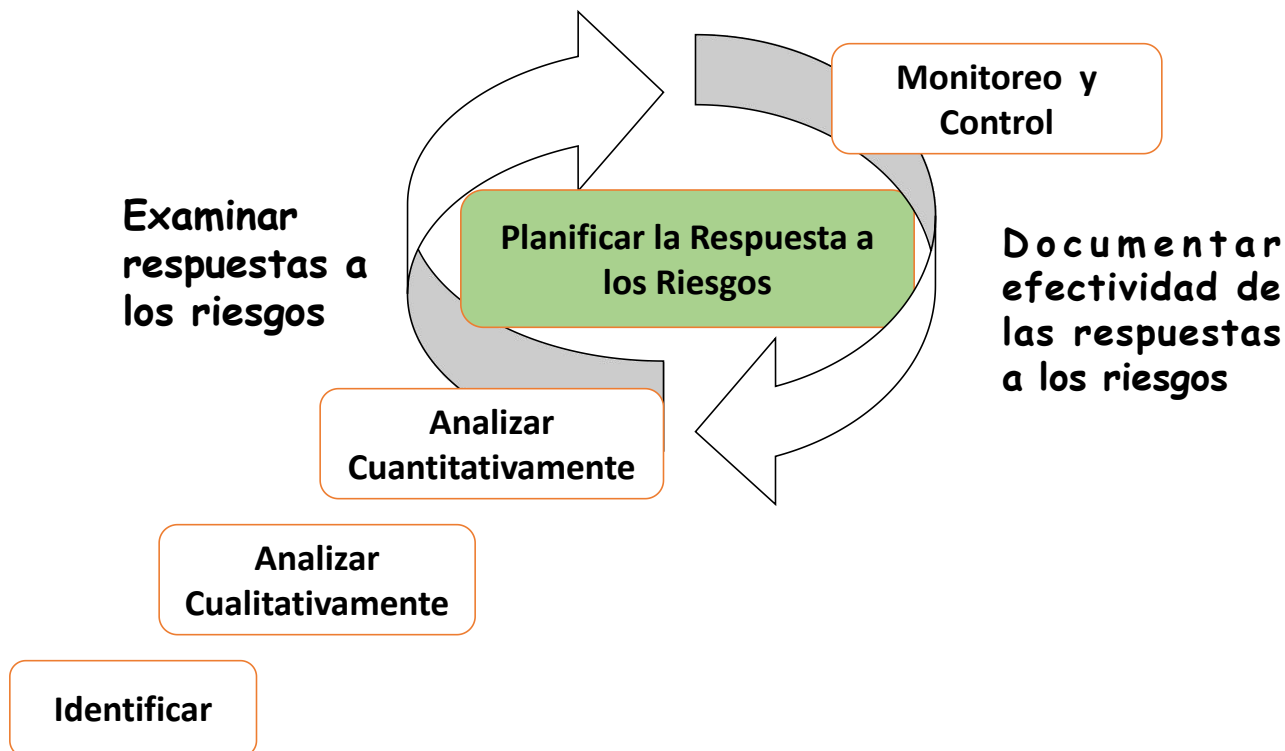 Monitoreo y
Control
Examinar
respuestas a
los riesgos
Planificar la Respuesta a
los Riesgos
Documentar
efectividad de
las respuestas
a los riesgos
Analizar
Cuantitativamente
Analizar
Cualitativamente
Identificar